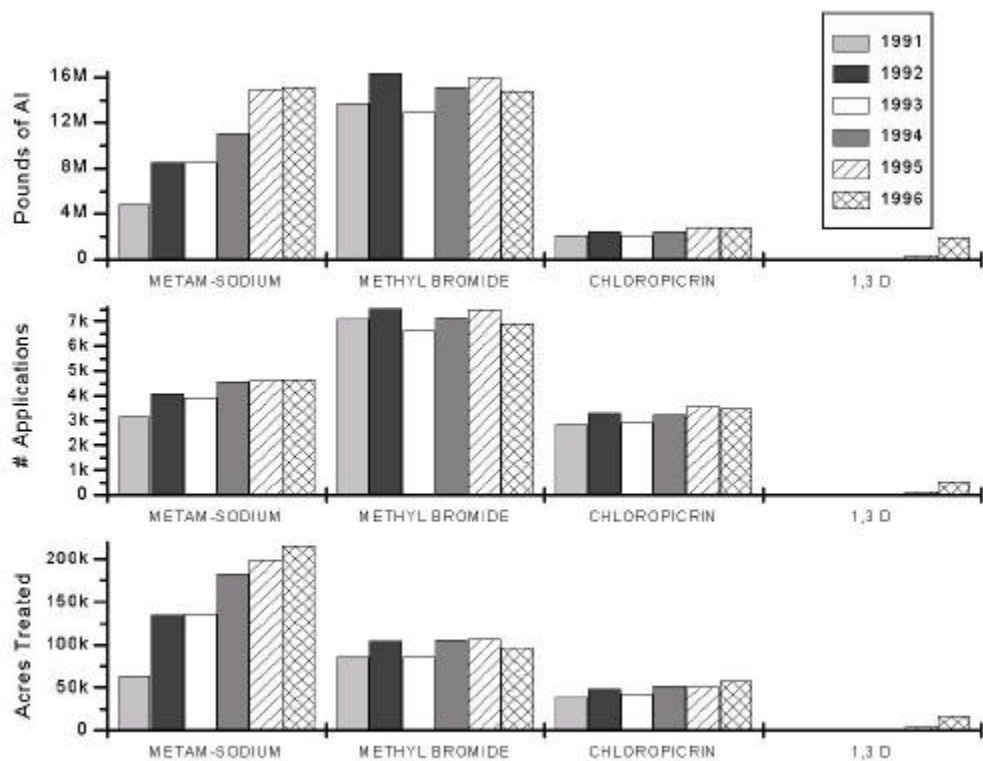 1991
1992
1993
1994
1995
1996
Pounds of AI
16M
12M
8M
4M
0
METAM-SODIUM METHYL BROMIDE CHLOROPICRIN 1,3 D
# Applications
7k
6k
5k
4k
3k
2k
1k
0
METAM-SODIUM METHYL BROMIDE CHLOROPICRIN 1,3 D
Acres Treated
200k
150k
100k
50k
0
METAM-SODIUM METHYL BROMIDE CHLOROPICRIN 1,3 D